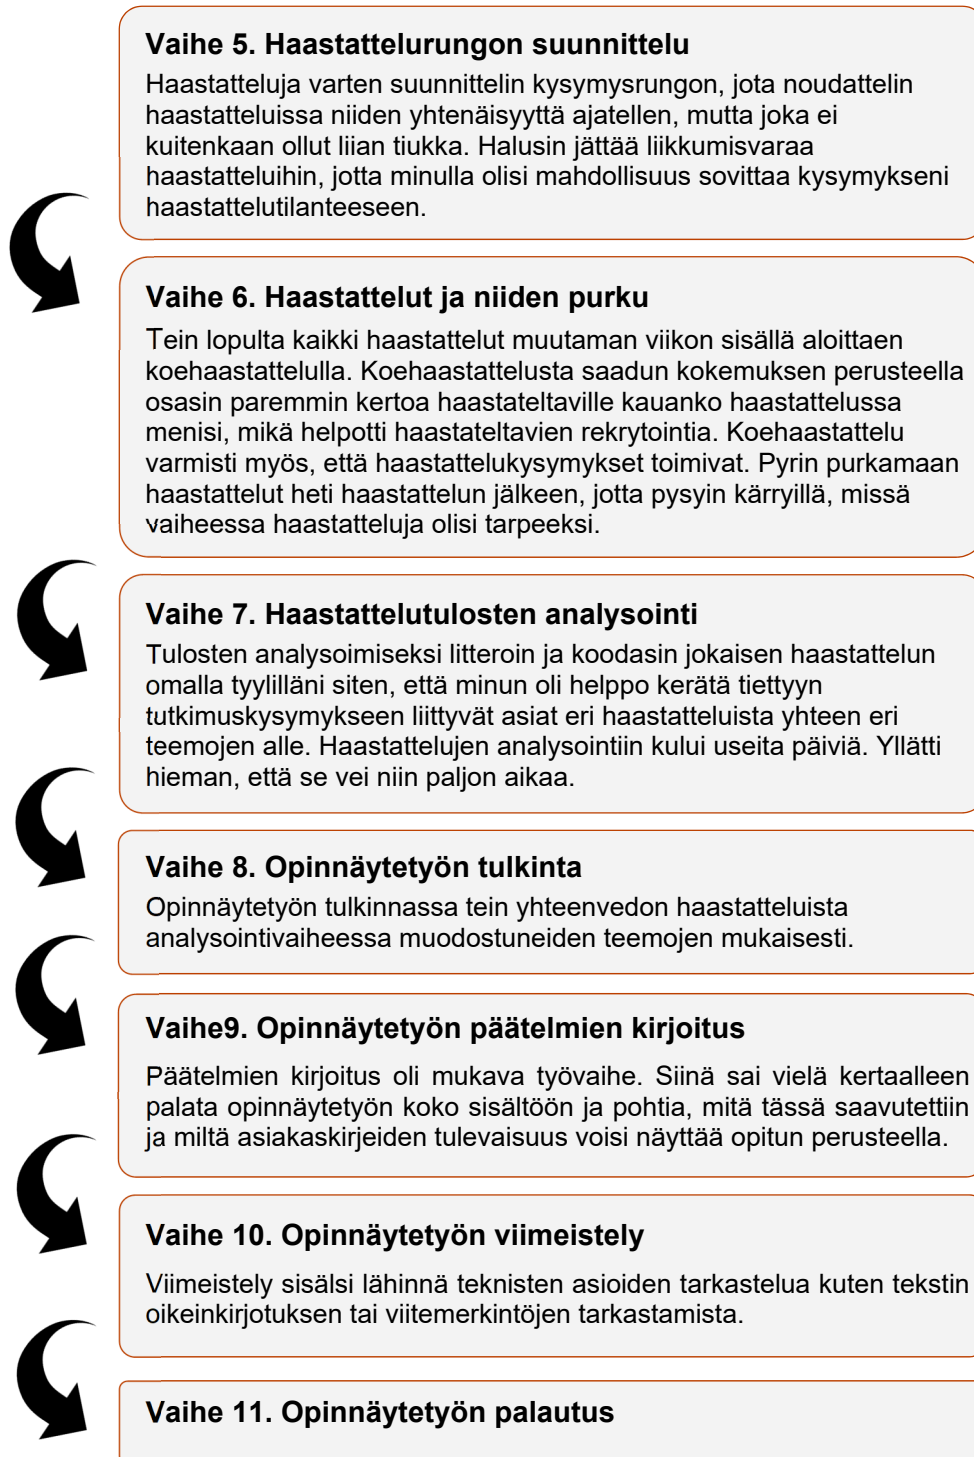 Vaihe 5. Haastattelurungon suunnittelu
Haastatteluja varten suunnittelin kysymysrungon, jota noudattelin
haastatteluissa niiden yhtenäisyyttä ajatellen, mutta joka ei
kuitenkaan ollut liian tiukka. Halusin jättää liikkumisvaraa
haastatteluihin, jotta minulla olisi mahdollisuus sovittaa kysymykseni
haastattelutilanteeseen.
Vaihe 6. Haastattelut ja niiden purku
Tein lopulta kaikki haastattelut muutaman viikon sisällä aloittaen
koehaastattelulla. Koehaastattelusta saadun kokemuksen perusteella
osasin paremmin kertoa haastateltaville kauanko haastattelussa
menisi, mikä helpotti haastateltavien rekrytointia. Koehaastattelu
varmisti myös, että haastattelukysymykset toimivat. Pyrin purkamaan
haastattelut heti haastattelun jälkeen, jotta pysyin kärryillä, missä
vaiheessa haastatteluja olisi tarpeeksi.
Vaihe 7. Haastattelutulosten analysointi
Tulosten analysoimiseksi litteroin ja koodasin jokaisen haastattelun
omalla tyylilläni siten, että minun oli helppo kerätä tiettyyn
tutkimuskysymykseen liittyvät asiat eri haastatteluista yhteen eri
teemojen alle. Haastattelujen analysointiin kului useita päiviä. Yllätti
hieman, että se vei niin paljon aikaa.
Vaihe 8. Opinnäytetyön tulkinta
Opinnäytetyön tulkinnassa tein yhteenvedon haastatteluista
analysointivaiheessa muodostuneiden teemojen mukaisesti.
Vaihe9. Opinnäytetyön päätelmien kirjoitus
Päätelmien kirjoitus oli mukava työvaihe. Siinä sai vielä kertaalleen
palata opinnäytetyön koko sisältöön ja pohtia, mitä tässä saavutettiin
ja miltä asiakaskirjeiden tulevaisuus voisi näyttää opitun perusteella.
Vaihe 10. Opinnäytetyön viimeistely
Viimeistely sisälsi lähinnä teknisten asioiden tarkastelua kuten tekstin
oikeinkirjotuksen tai viitemerkintöjen tarkastamista.
Vaihe 11. Opinnäytetyön palautus